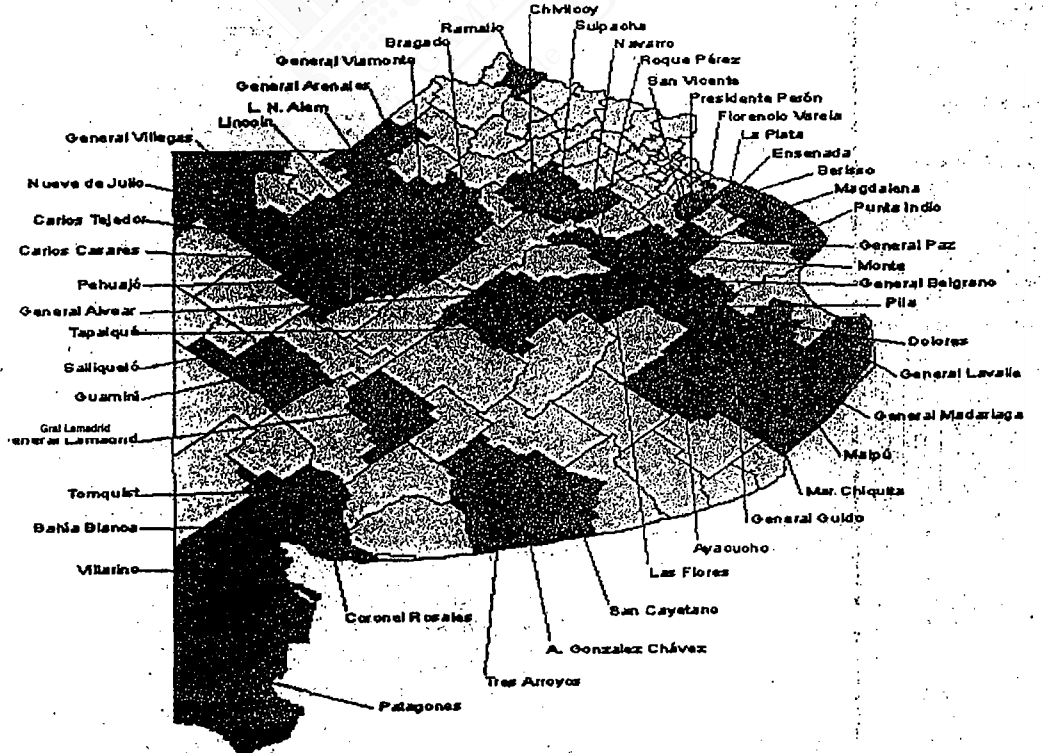 Chivilcoy
Suipacha
Ramallo
Navarro
Bragado
Roque Pérez
General Viamonte
San Vicente
General Arenales
Presidente Perón
L. N. Alem
Florencio Varela
Lincoln
La Plata
General Villegas
Ensenada
Berisso
Nueve de Julio
Magdalena
Carlos Tejedor
Punta Indio
Carlos Casares
General Paz
Monte
Pehuajó
General Belgrano
General Alvear
Pila
Tapalqué
Dolores
Salliqueló
General Lavalle
Guaminí
General Madariaga
Gral Lamadrid
General Lamadrid
Maipú
Tornquist
Mar. Chiquita
Bahía Blanca
General Guido
Ayacucho
Villarino
Las Flores
San Cayetano
Coronel Rosales
A. Gonzalez Chávez
Tres Arroyos
Patagones